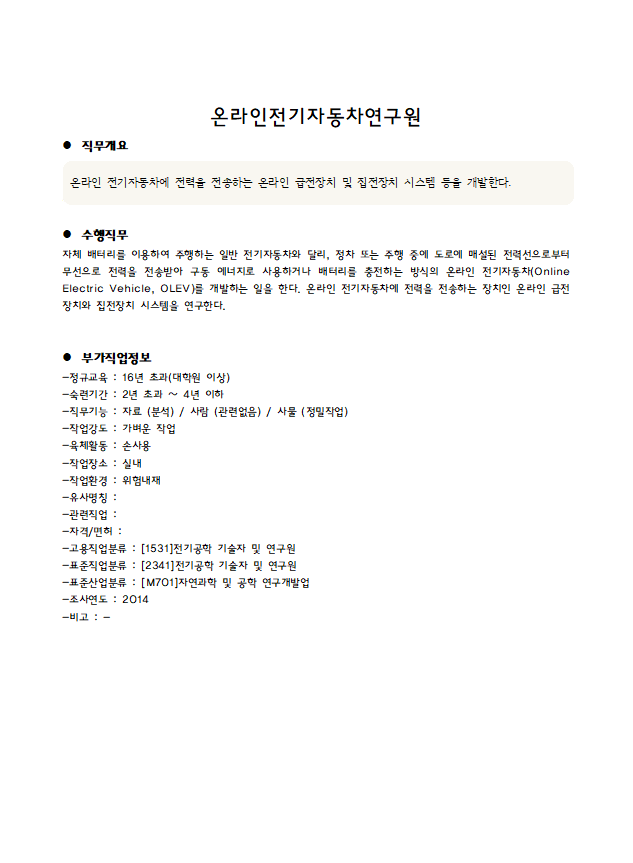 온라인전기자동차연구원
● 직무개요
온라인 전기자동차에 전력을 전송하는 온라인 급전장치 및 집전장치 시스템 등을 개발한다.
● 수행직무
자체 배터리를 이용하여 주행하는 일반 전기자동차와 달리, 정차 또는 주행 중에 도로에 매설된 전력선으로부터
무선으로 전력을 전송받아 구동 에너지로 사용하거나 배터리를 충전하는 방식의 온라인 전기자동차(Online
Electric Vehicle, OLEV)를 개발하는 일을 한다. 온라인 전기자동차에 전력을 전송하는 장치인 온라인 급전
장치와 집전장치 시스템을 연구한다.
● 부가직업정보
-정규교육 : 16년 초과(대학원 이상)
-숙련기간 : 2년 초과 ~ 4년 이하
-직무기능 : 자료 (분석) / 사람 (관련없음) / 사물 (정밀작업)
-작업강도 : 가벼운 작업
-육체활동 : 손사용
-작업장소 : 실내
-작업환경 : 위험내재
-유사명칭 :
-관련직업 :
-자격/면허 :
-고용직업분류 : [1531]전기공학 기술자 및 연구원
-표준직업분류 : [2341]전기공학 기술자 및 연구원
-표준산업분류 : [M701]자연과학 및 공학 연구개발업
-조사연도 : 2014
-비고 : -